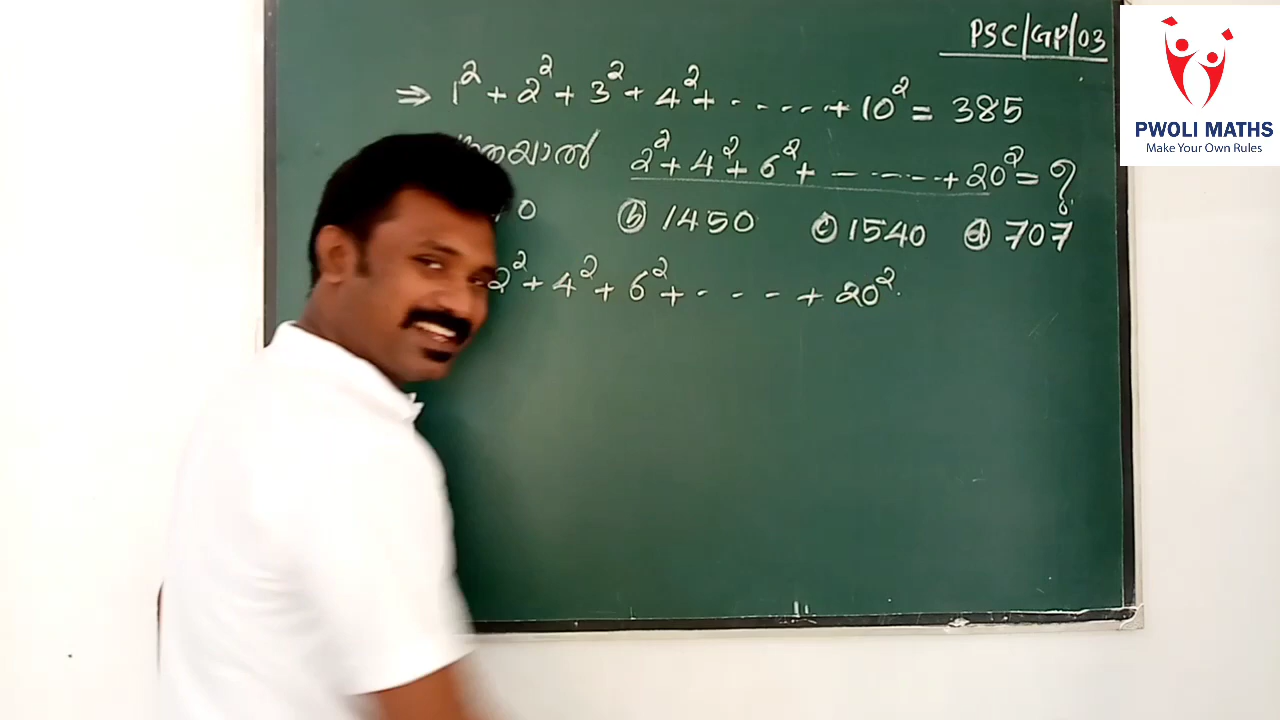 PSC/GP/03
⇒ 1² + 2² + 3² + 4² + - - - - - + 10² = 385
2² + 4² + 6² + - - - - - + 20² = ?
0 ⓑ 1450 ⓒ 1540 ⓓ 707
2² + 4² + 6² + - - - - + 20²
PWOLI MATHS
Make Your Own Rules